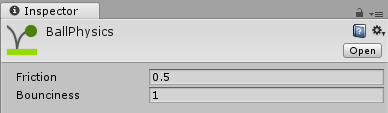 Inspector
BallPhysics
Open
Friction 0.5
Bounciness 1